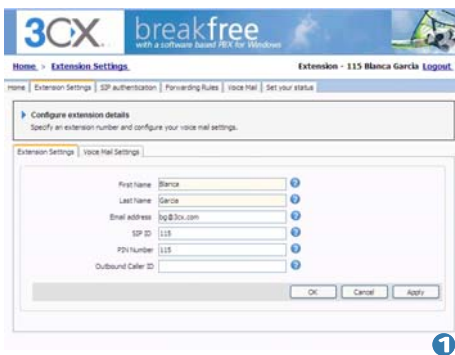 3CX
breakfree
with a software based PBX for Windows
Home > Extension Settings
Extension - 115 Blanca Garcia Logout
Home Extension Settings SIP authentication Forwarding Rules Voice Mail Set your status
Configure extension details
Specify an extension number and configure your voice mail settings.
Extension Settings Voice Mail Settings
First Name Blanca
Last Name Garcia
Email address bg@3cx.com
SIP ID 115
PIN Number 115
Outbound Caller ID
OK Cancel Apply
1